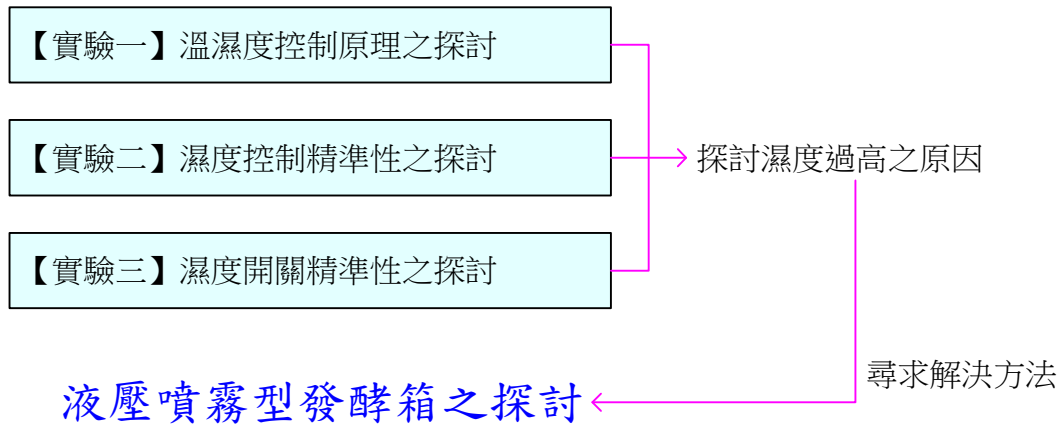 【實驗一】溫濕度控制原理之探討
【實驗二】濕度控制精準性之探討
探討濕度過高之原因
【實驗三】濕度開關精準性之探討
尋求解決方法
液壓噴霧型發酵箱之探討